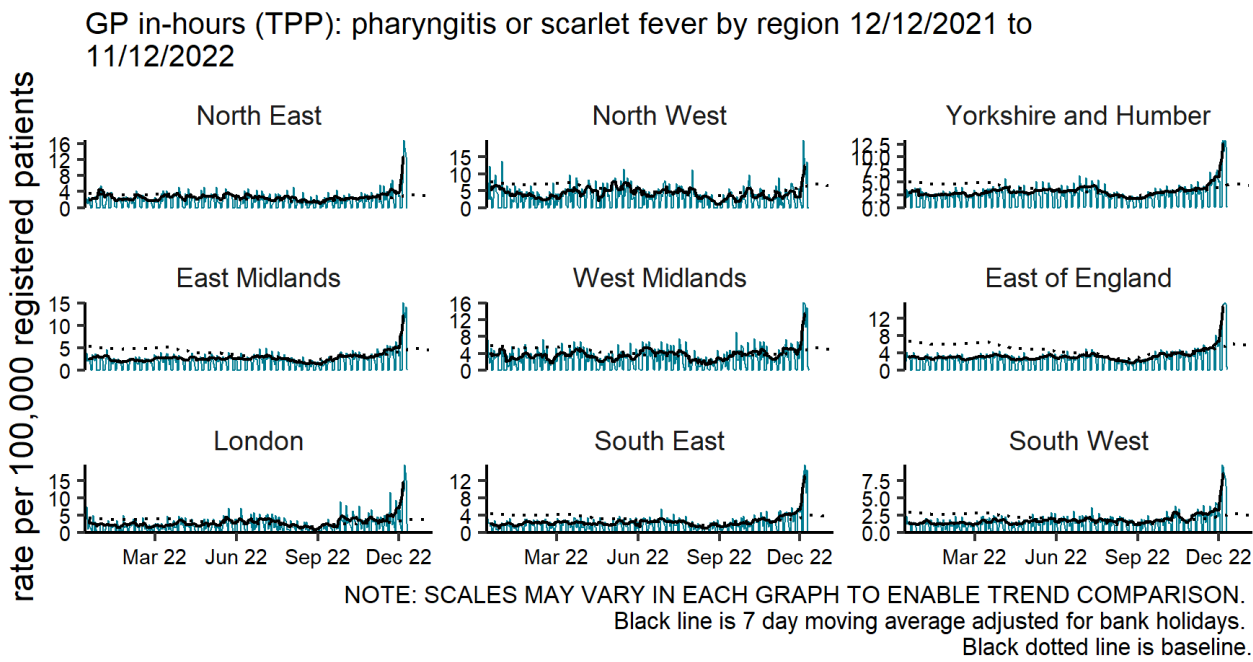 GP in-hours (TPP): pharyngitis or scarlet fever by region 12/12/2021 to
11/12/2022
rate per 100,000 registered patients
North East
16
12
8
4
0
North West
15
10
5
0
Yorkshire and Humber
12.5
10.0
7.5
5.0
2.5
0.0
East Midlands
15
10
5
0
West Midlands
16
12
8
4
0
East of England
12
8
4
0
London
15
10
5
0
South East
12
8
4
0
South West
7.5
5.0
2.5
0.0
Mar 22 Jun 22 Sep 22 Dec 22
Mar 22 Jun 22 Sep 22 Dec 22
Mar 22 Jun 22 Sep 22 Dec 22
NOTE: SCALES MAY VARY IN EACH GRAPH TO ENABLE TREND COMPARISON.
Black line is 7 day moving average adjusted for bank holidays.
Black dotted line is baseline.